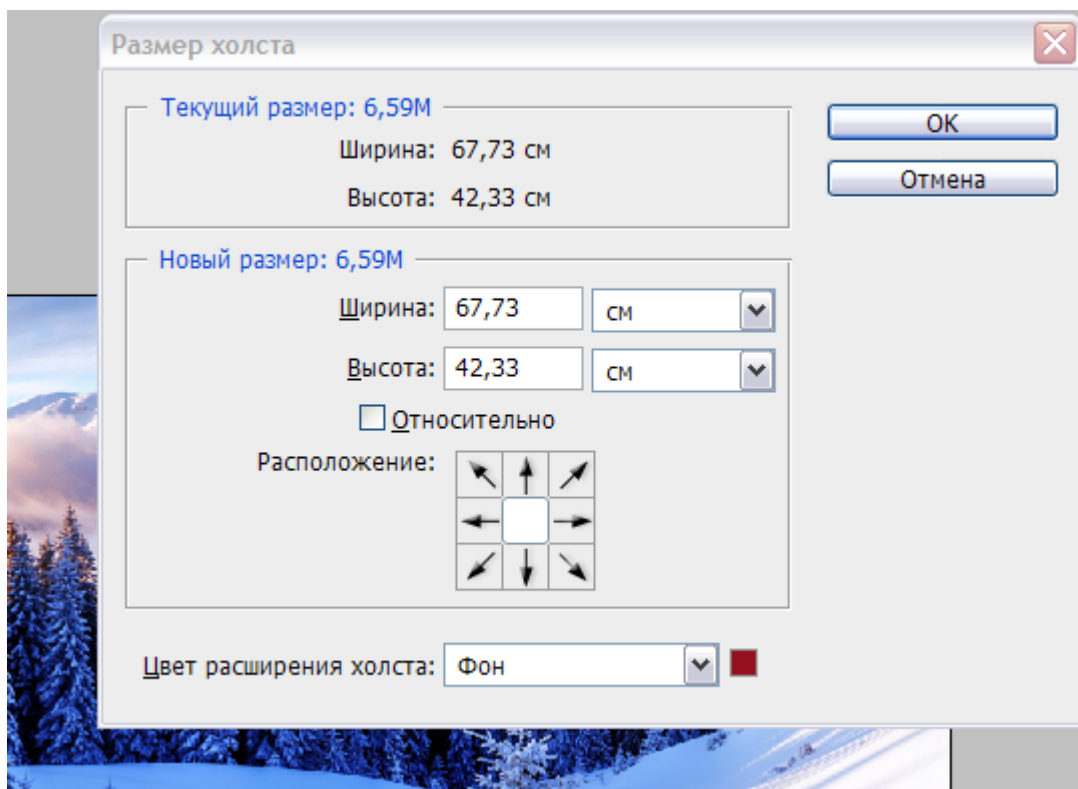 Размер холста
Текущий размер: 6,59M
Ширина: 67,73 см
Высота: 42,33 см
OK
Отмена
Новый размер: 6,59M
Ширина: 67,73 см
Высота: 42,33 см
Относительно
Расположение:
Цвет расширения холста: Фон